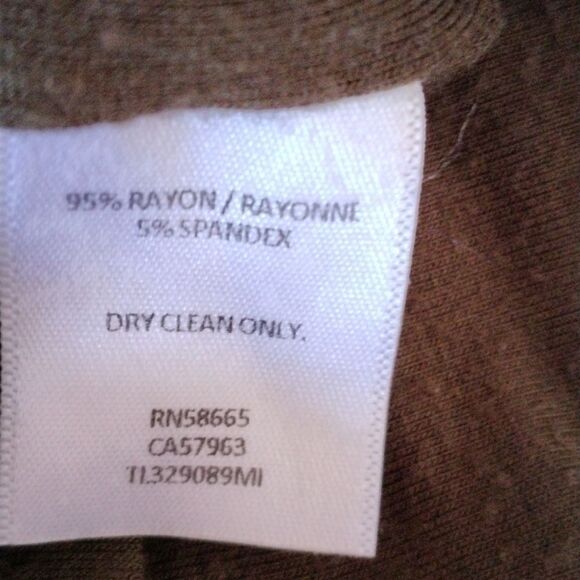 95% RAYON / RAYONNE
5% SPANDEX
DRY CLEAN ONLY.
RN58665
CA57963
TL329089MI